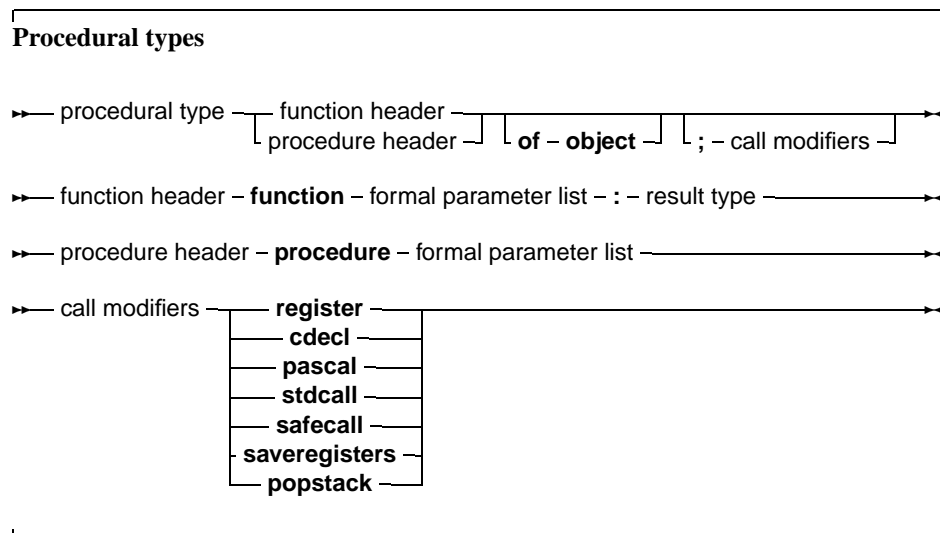 Procedural types
procedural type function header
procedure header of – object ; – call modifiers
function header – function – formal parameter list – : – result type
procedure header – procedure – formal parameter list
call modifiers register
cdecl
pascal
stdcall
safecall
saveregisters
popstack